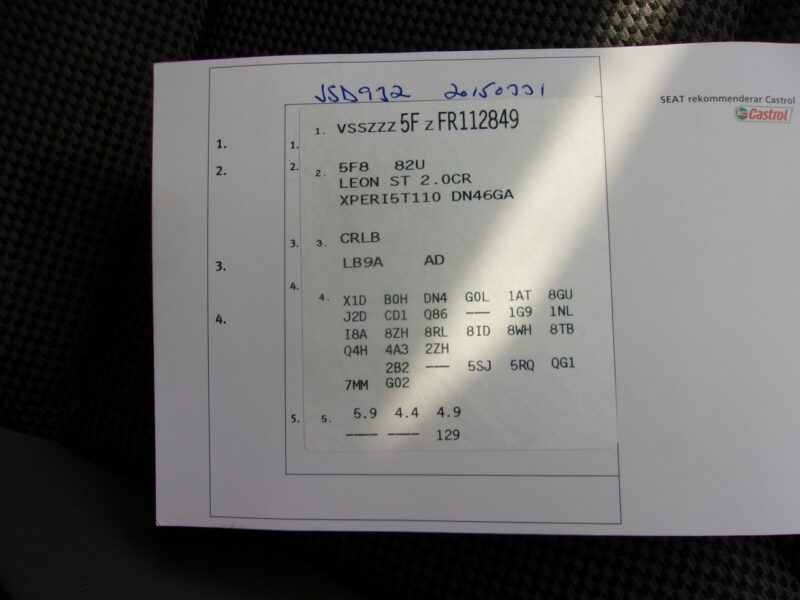 JSD932 20150331
SEAT rekommenderar Castrol
Castrol
1. 1. 1. VSSZZZ 5F Z FR112849
2. 2. 2. 5F8 82U
LEON ST 2.0CR
XPERI5T110 DN46GA
3. 3. 3. CRLB
LB9A AD
4. 4. 4. X1D B0H DN4 G0L 1AT 8GU
J2D CD1 Q86 --- 1G9 1NL
I8A 8ZH 8RL 8ID 8WH 8TB
Q4H 4A3 2ZH
2B2 --- 5SJ 5RQ QG1
7MM G02
5. 5. 5.9 4.4 4.9
---- ---- 129